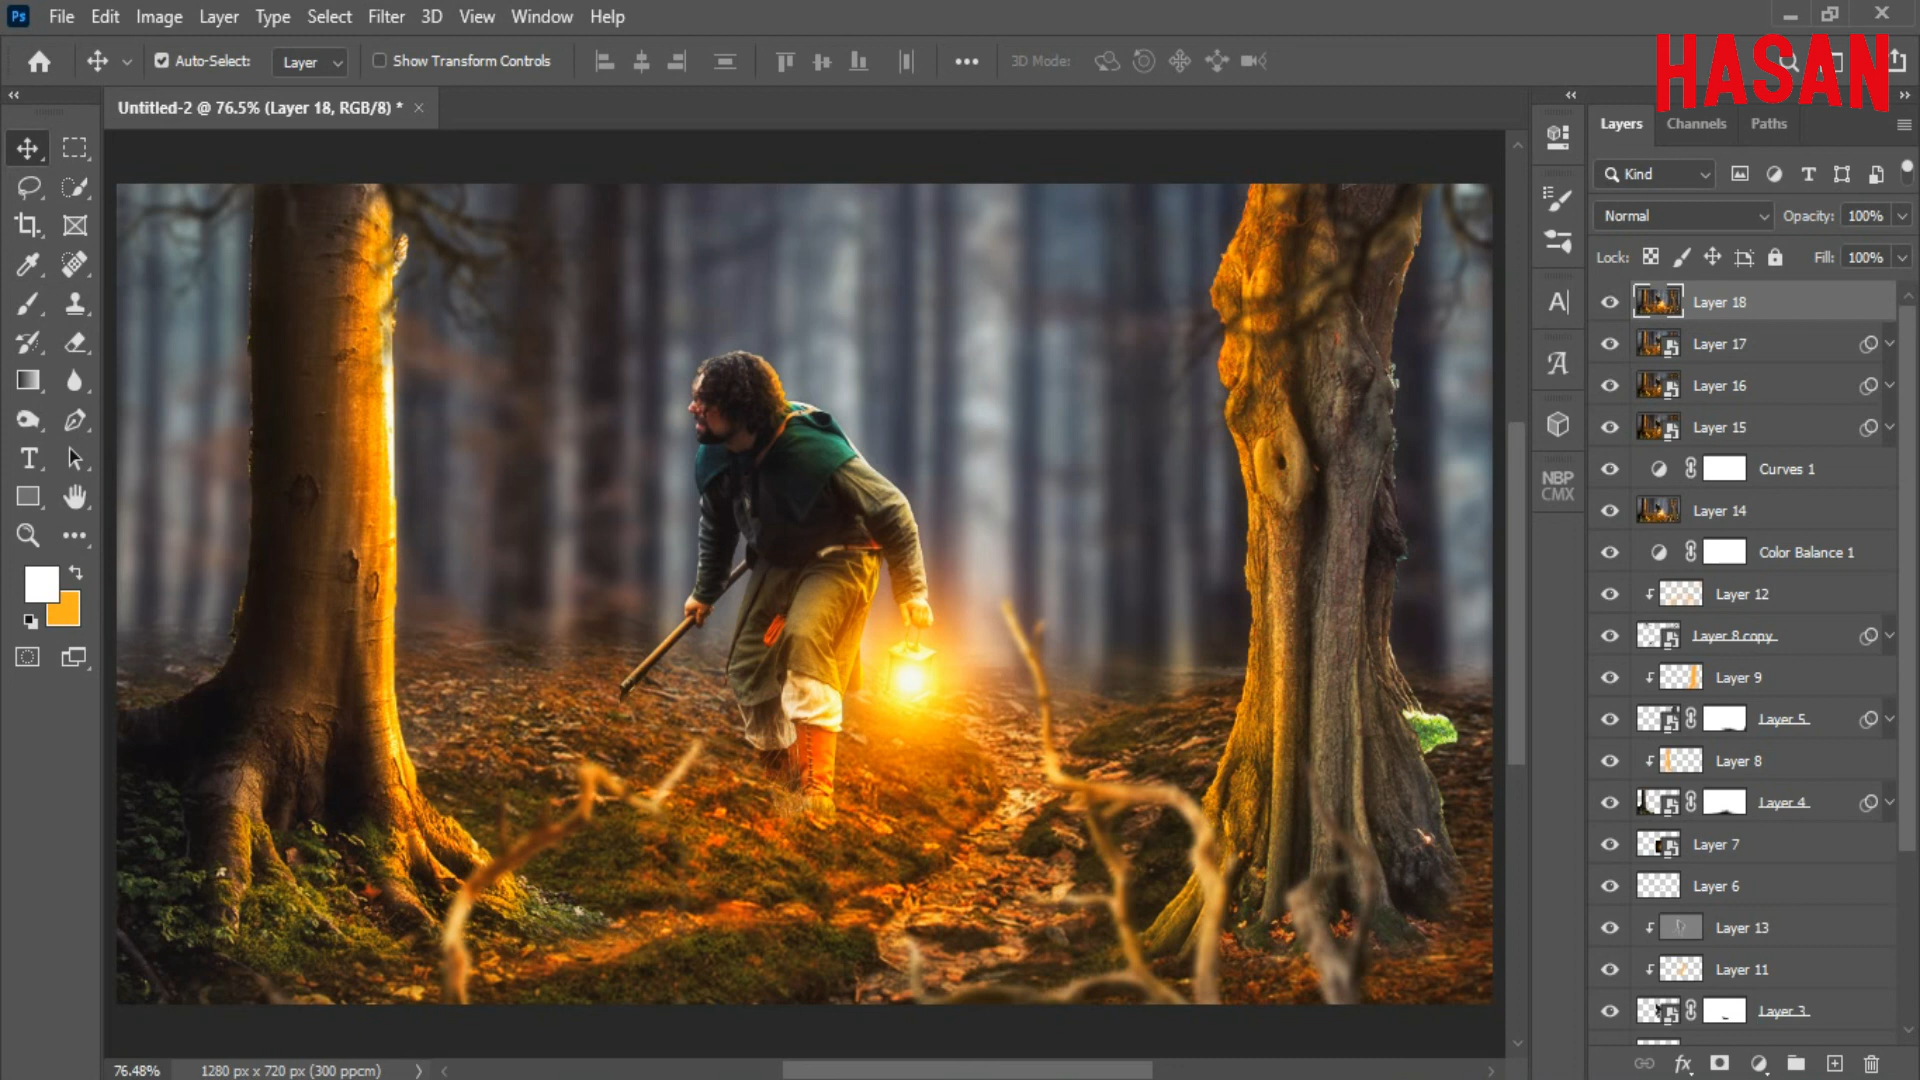 Ps File Edit Image Layer Type Select Filter 3D View Window Help
Auto-Select: Layer Show Transform Controls 3D Mode:
HASAN
Untitled-2 @ 76.5% (Layer 18, RGB/8) *
Layers Channels Paths
Kind
Normal Opacity: 100%
Lock: Fill: 100%
Layer 18
Layer 17
Layer 16
Layer 15
Curves 1
Layer 14
NBP
CMX
Color Balance 1
Layer 12
Layer 8 copy
Layer 9
Layer 5
Layer 8
Layer 4
Layer 7
Layer 6
Layer 13
Layer 11
Layer 3
76.48% 1280 px x 720 px (300 ppcm)